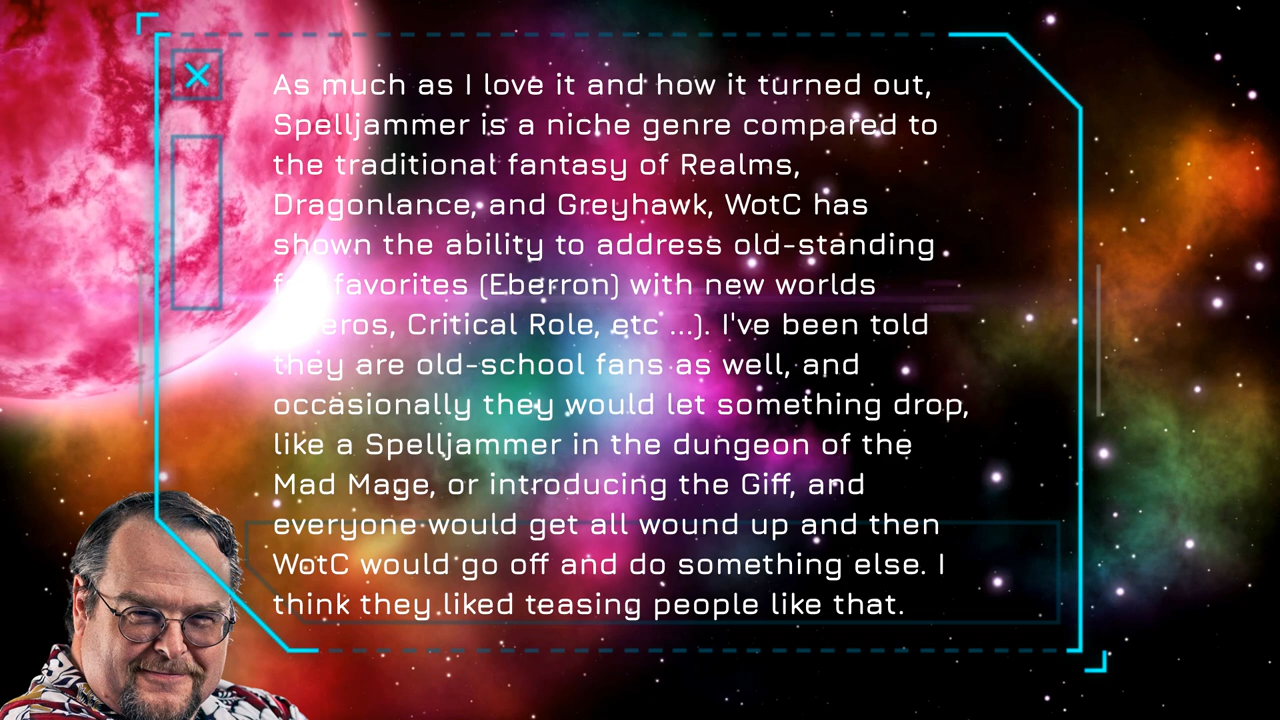 As much as I love it and how it turned out,
Spelljammer is a niche genre compared to
the traditional fantasy of Realms,
Dragonlance, and Greyhawk, WotC has
shown the ability to address old-standing
favorites (Eberron) with new worlds
Critical Role, etc ...). I've been told
they are old-school fans as well, and
occasionally they would let something drop,
like a Spelljammer in the dungeon of the
Mad Mage, or introducing the Giff, and
everyone would get all wound up and then
WotC would go off and do something else. I
think they liked teasing people like that.